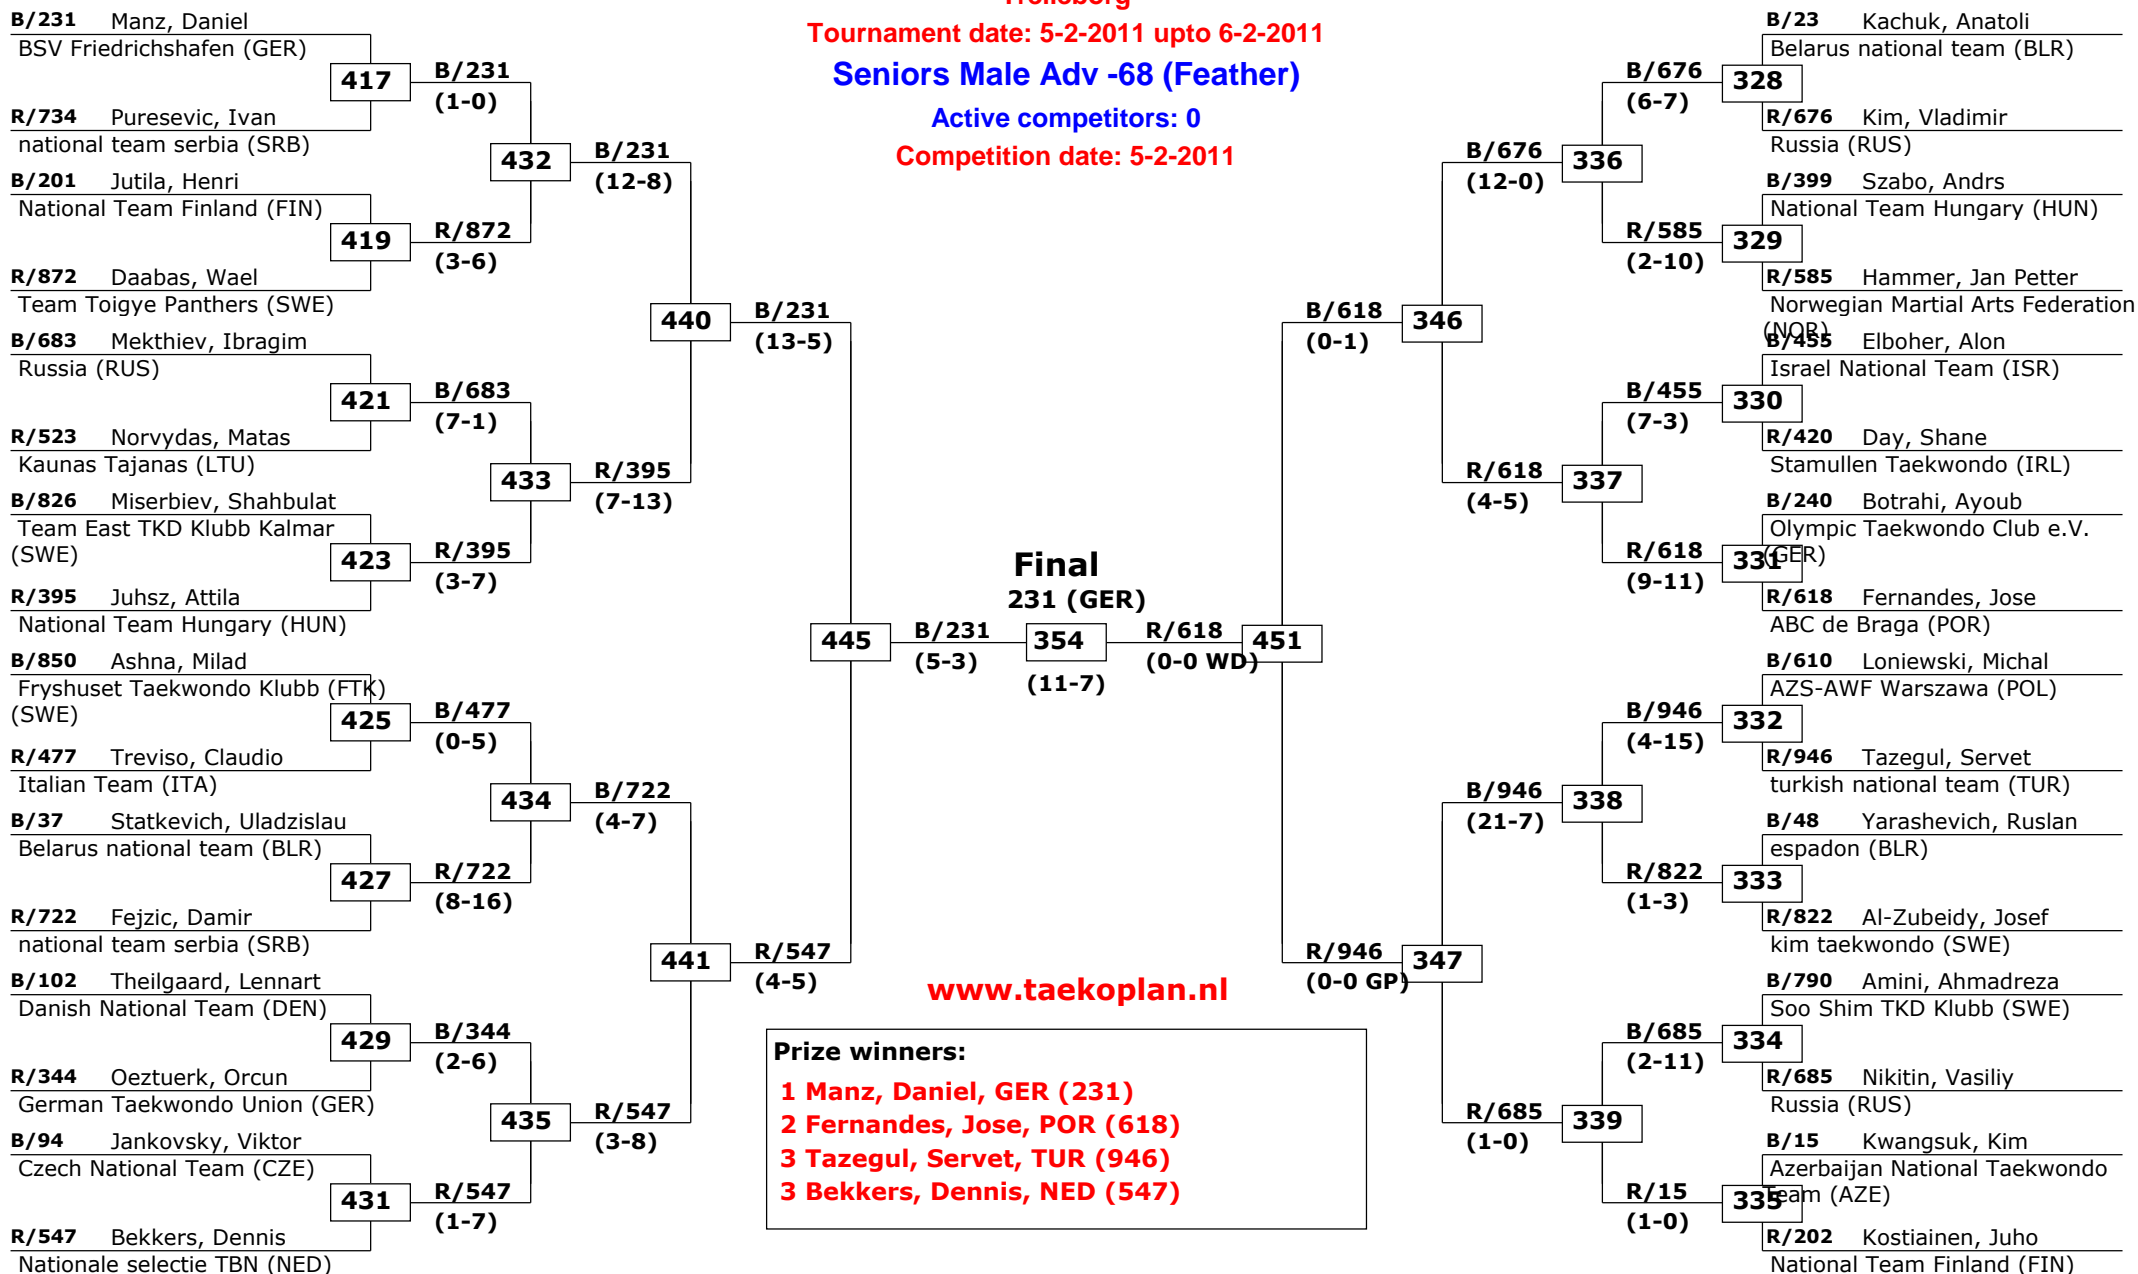 Trelleborg
Tournament date: 5-2-2011 upto 6-2-2011
Seniors Male Adv -68 (Feather)
Active competitors: 0
Competition date: 5-2-2011
B/231 Manz, Daniel
BSV Friedrichshafen (GER)
417
R/734 Puresevic, Ivan
national team serbia (SRB)
B/201 Jutila, Henri
National Team Finland (FIN)
419
R/872 Daabas, Wael
Team Toigye Panthers (SWE)
B/683 Mekthiev, Ibragim
Russia (RUS)
421
R/523 Norvydas, Matas
Kaunas Tajanas (LTU)
B/826 Miserbiev, Shahbulat
Team East TKD Klubb Kalmar
(SWE)
423
R/395 Juhsz, Attila
National Team Hungary (HUN)
B/850 Ashna, Milad
Fryshuset Taekwondo Klubb (FTK)
(SWE)
425
R/477 Treviso, Claudio
Italian Team (ITA)
B/37 Statkevich, Uladzislau
Belarus national team (BLR)
427
R/722 Fejzic, Damir
national team serbia (SRB)
B/102 Theilgaard, Lennart
Danish National Team (DEN)
429
R/344 Oeztuerk, Orcun
German Taekwondo Union (GER)
B/94 Jankovsky, Viktor
Czech National Team (CZE)
431
R/547 Bekkers, Dennis
Nationale selectie TBN (NED)
B/231
(1-0)
432
R/872
(3-6)
B/683
(7-1)
433
R/395
(3-7)
B/477
(0-5)
434
R/722
(8-16)
B/344
(2-6)
435
R/547
(1-7)
B/231
(12-8)
440
R/395
(7-13)
B/722
(4-7)
441
R/547
(3-8)
B/231
(13-5)
445
R/547
(4-5)
Final
231 (GER)
B/231
(5-3)
354
(11-7)
R/618
(0-0 WD)
451
B/618
(0-1)
346
R/946
(0-0 GP)
347
B/676
(12-0)
336
R/618
(4-5)
337
B/946
(21-7)
338
R/685
(1-0)
339
B/676
(6-7)
328
R/585
(2-10)
329
B/455
(7-3)
330
R/618
(9-11)
331
B/946
(4-15)
332
R/822
(1-3)
333
B/685
(2-11)
334
R/15
(1-0)
335
B/23 Kachuk, Anatoli
Belarus national team (BLR)
R/676 Kim, Vladimir
Russia (RUS)
B/399 Szabo, Andrs
National Team Hungary (HUN)
R/585 Hammer, Jan Petter
Norwegian Martial Arts Federation
(NOR)
B/455 Elboher, Alon
Israel National Team (ISR)
R/420 Day, Shane
Stamullen Taekwondo (IRL)
B/240 Botrahi, Ayoub
Olympic Taekwondo Club e.V.
(GER)
R/618 Fernandes, Jose
ABC de Braga (POR)
B/610 Loniewski, Michal
AZS-AWF Warszawa (POL)
R/946 Tazegul, Servet
turkish national team (TUR)
B/48 Yarashevich, Ruslan
espadon (BLR)
R/822 Al-Zubeidy, Josef
kim taekwondo (SWE)
B/790 Amini, Ahmadreza
Soo Shim TKD Klubb (SWE)
R/685 Nikitin, Vasiliy
Russia (RUS)
B/15 Kwangsuk, Kim
Azerbaijan National Taekwondo
Team (AZE)
R/202 Kostiainen, Juho
National Team Finland (FIN)
www.taekoplan.nl
Prize winners:
1 Manz, Daniel, GER (231)
2 Fernandes, Jose, POR (618)
3 Tazegul, Servet, TUR (946)
3 Bekkers, Dennis, NED (547)